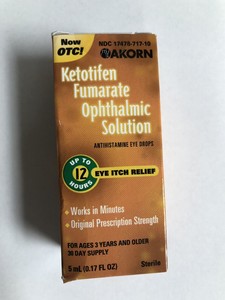 Now
OTC!
NDC 17478-717-10
AKORN
Ketotifen
Fumarate
Ophthalmic
Solution
ANTIHISTAMINE EYE DROPS
UP TO
12
HOURS
EYE ITCH RELIEF
• Works in Minutes
• Original Prescription Strength
FOR AGES 3 YEARS AND OLDER
30 DAY SUPPLY
5 mL (0.17 FL OZ)
Sterile